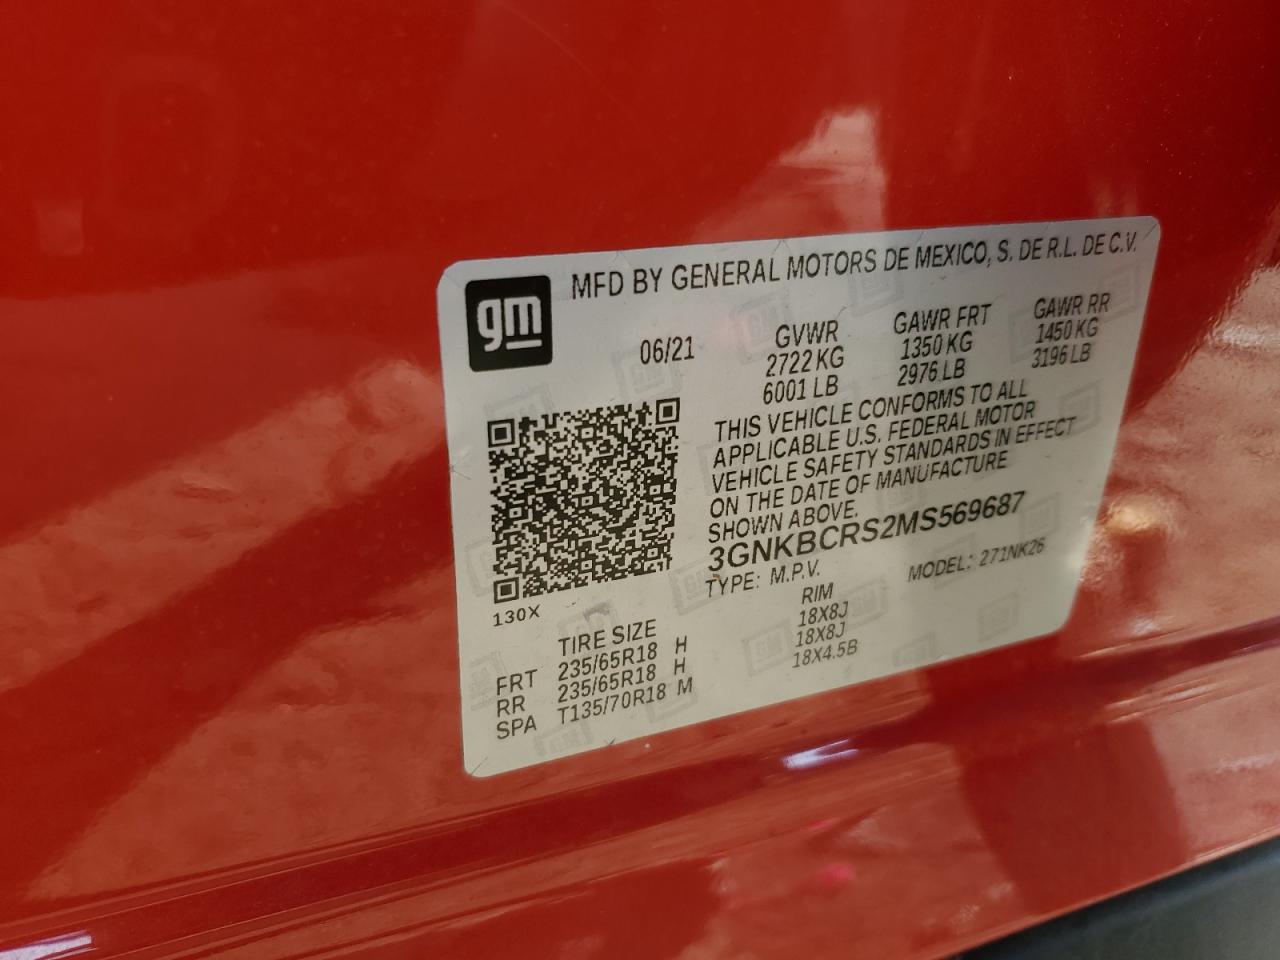 gm
MFD BY GENERAL MOTORS DE MEXICO, S. DE R.L. DE C.V.
06/21
GVWR
2722 KG
6001 LB
GAWR FRT
1350 KG
2976 LB
GAWR RR
1450 KG
3196 LB
THIS VEHICLE CONFORMS TO ALL
APPLICABLE U.S. FEDERAL MOTOR
VEHICLE SAFETY STANDARDS IN EFFECT
ON THE DATE OF MANUFACTURE
SHOWN ABOVE.
3GNKBCRS2MS569687
TYPE: M.P.V. MODEL: 271NK26
130X
TIRE SIZE RIM
FRT 235/65R18 H 18X8J
RR 235/65R18 H 18X8J
SPA T135/70R18 M 18X4.5B